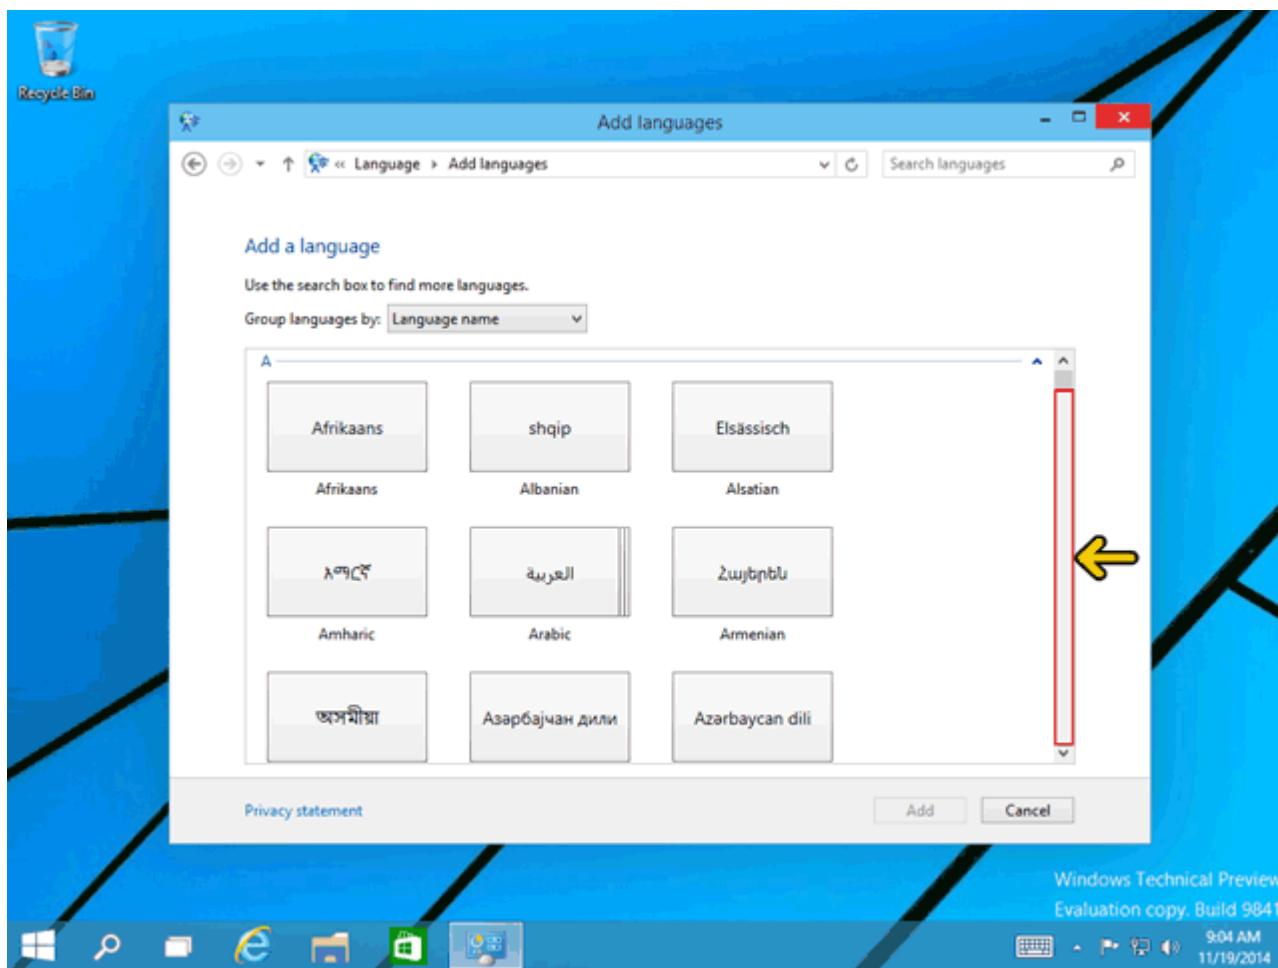 Recycle Bin
Add languages
« Language ▸ Add languages
Search languages
Add a language
Use the search box to find more languages.
Group languages by: Language name
A
Afrikaans
shqip
Elsässisch
Afrikaans
Albanian
Alsatian
አማርኛ
العربية
Հայերեն
Amharic
Arabic
Armenian
অসমীয়া
Азәрбајҹан дили
Azərbaycan dili
Privacy statement
Add
Cancel
Windows Technical Preview
Evaluation copy. Build 9841
9:04 AM
11/19/2014